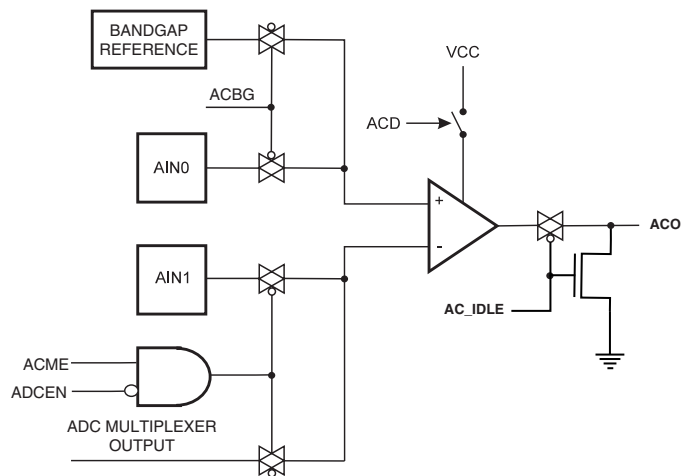 BANDGAP
REFERENCE
VCC
ACBG
ACD
AIN0
+
-
ACO
AIN1
AC_IDLE
ACME
ADCEN
ADC MULTIPLEXER
OUTPUT